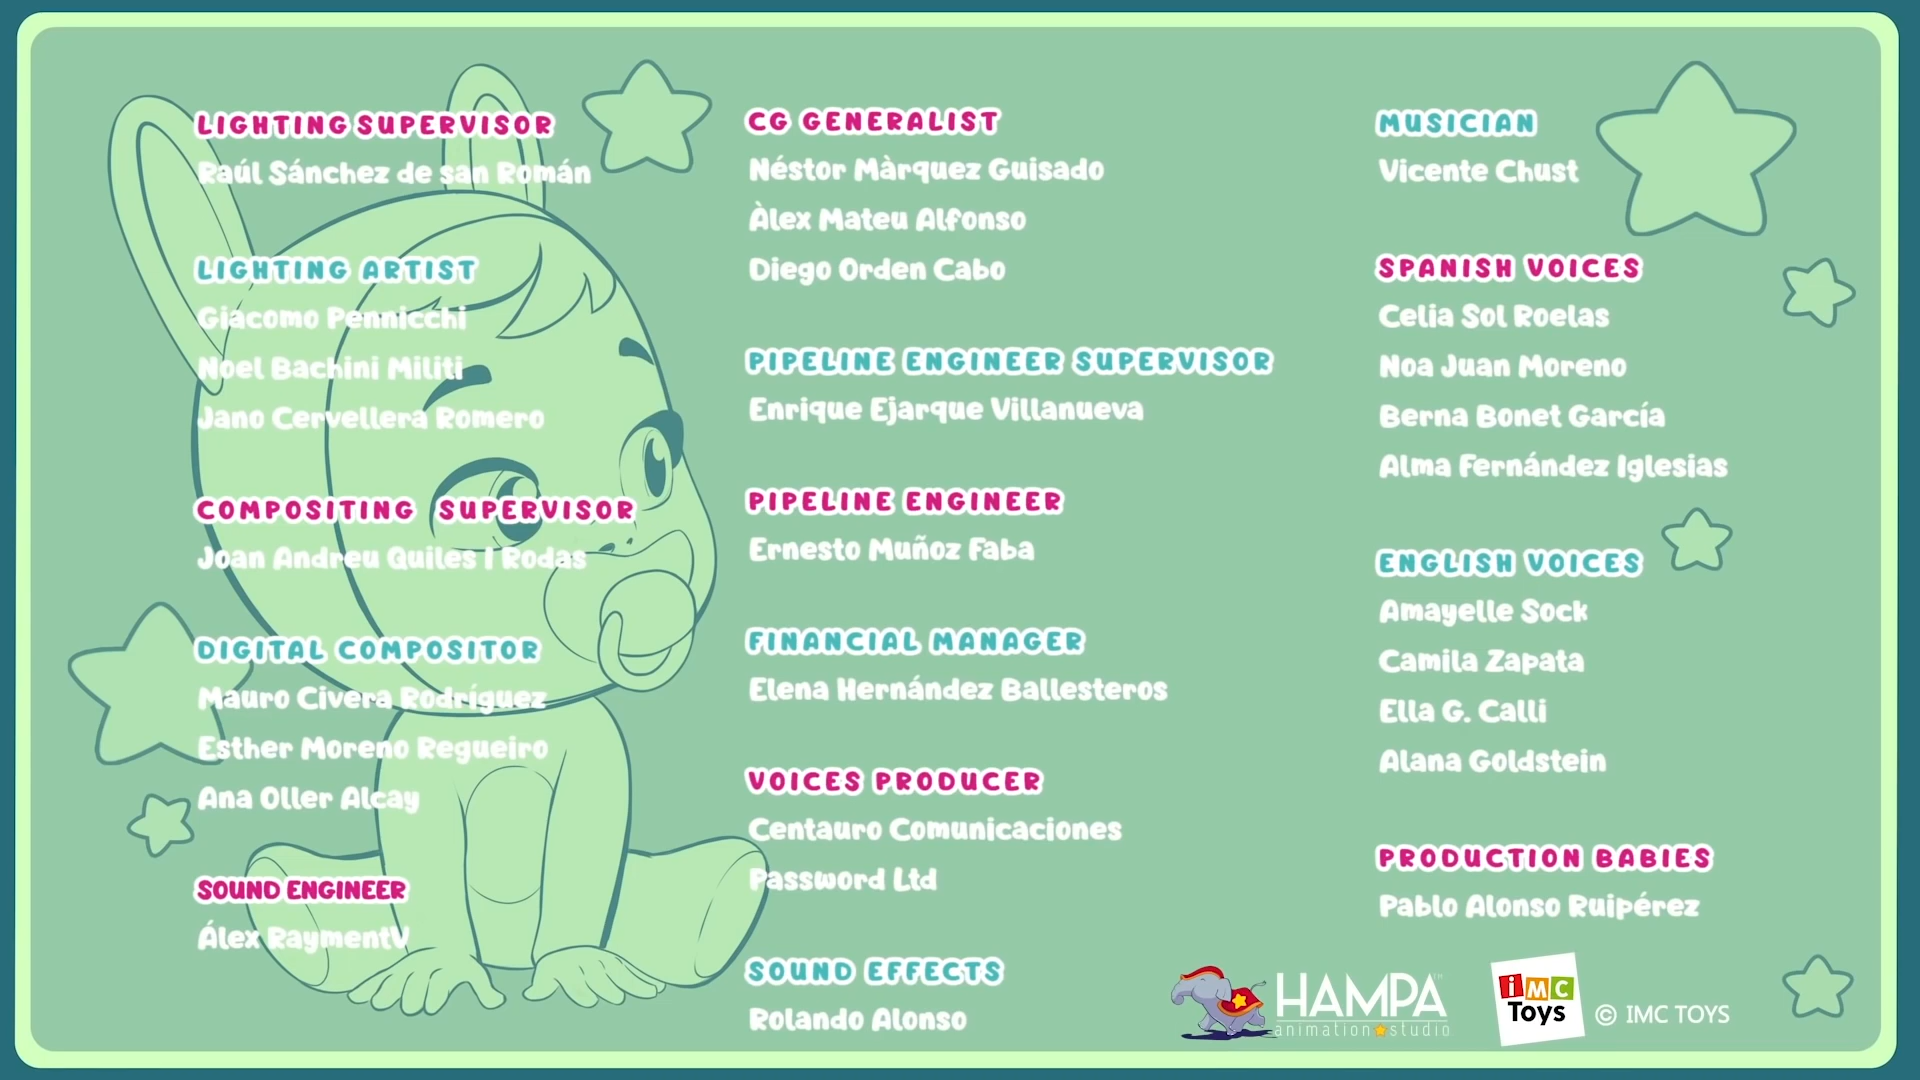 LIGHTING SUPERVISOR
Raúl Sánchez de san Román
LIGHTING ARTIST
Giácomo Pennicchi
Noel Bachini Militi
Jano Cervellera Romero
COMPOSITING SUPERVISOR
Joan Andreu Quiles I Rodas
DIGITAL COMPOSITOR
Mauro Civera Rodríguez
Esther Moreno Regueiro
Ana Oller Alcay
SOUND ENGINEER
Álex RaymentV
CG GENERALIST
Néstor Màrquez Guisado
Àlex Mateu Alfonso
Diego Orden Cabo
PIPELINE ENGINEER SUPERVISOR
Enrique Ejarque Villanueva
PIPELINE ENGINEER
Ernesto Muñoz Faba
FINANCIAL MANAGER
Elena Hernández Ballesteros
VOICES PRODUCER
Centauro Comunicaciones
Password Ltd
SOUND EFFECTS
Rolando Alonso
MUSICIAN
Vicente Chust
SPANISH VOICES
Celia Sol Roelas
Noa Juan Moreno
Berna Bonet García
Alma Fernández Iglesias
ENGLISH VOICES
Amayelle Sock
Camila Zapata
Ella G. Calli
Alana Goldstein
PRODUCTION BABIES
Pablo Alonso Ruipérez
HAMPA™
animation studio
iMC
Toys
© IMC TOYS